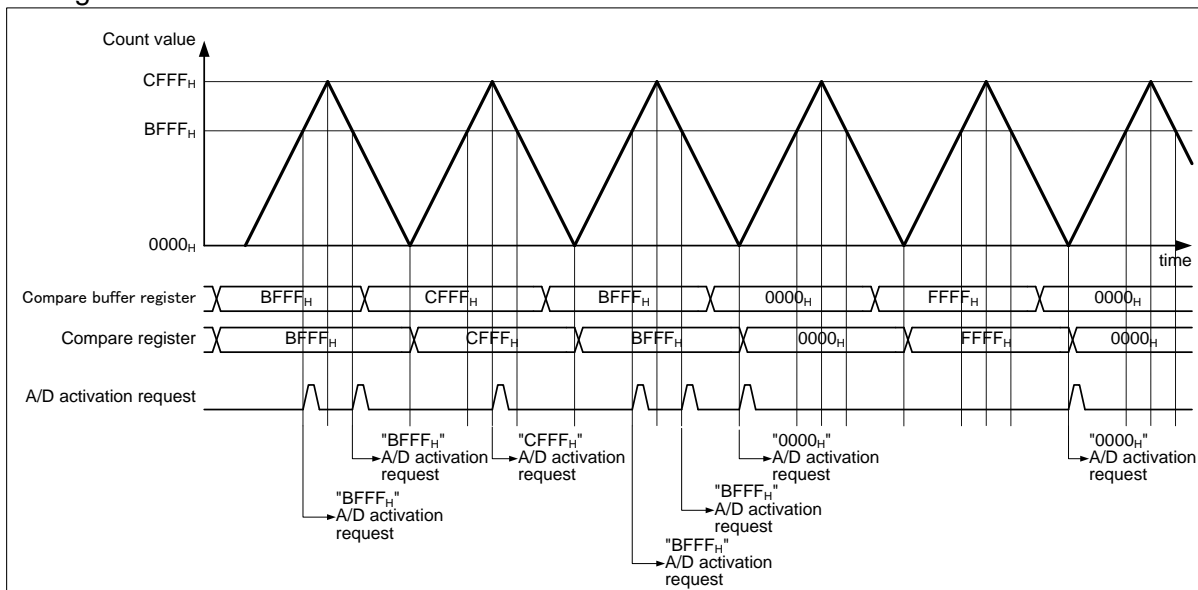 Count value
CFFFH
BFFFH
0000H
time
Compare buffer register BFFFH CFFFH BFFFH 0000H FFFFH 0000H
Compare register BFFFH CFFFH BFFFH 0000H FFFFH 0000H
A/D activation request
"BFFFH"
A/D activation
request
"CFFFH"
A/D activation
request
"0000H"
A/D activation
request
"0000H"
A/D activation
request
"BFFFH"
A/D activation
request
"BFFFH"
A/D activation
request
"BFFFH"
A/D activation
request